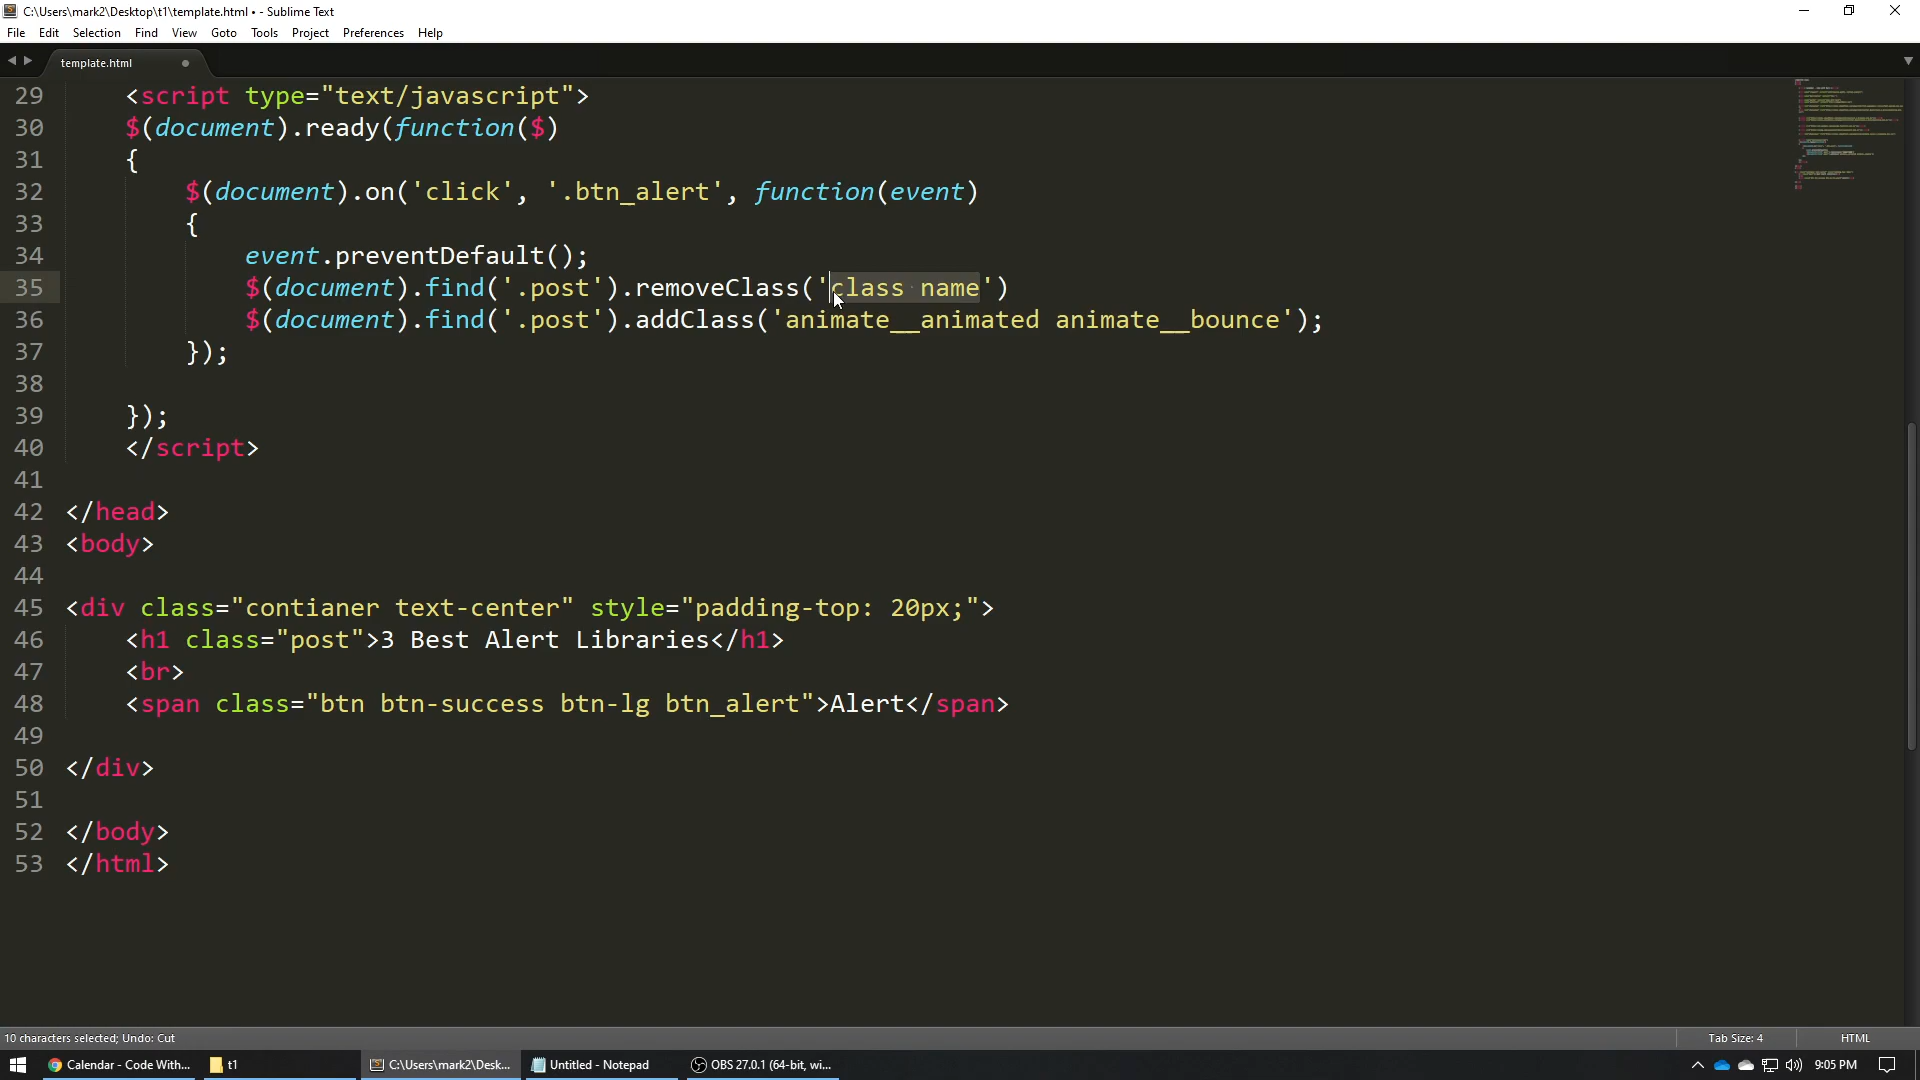 C:\Users\mark2\Desktop\t1\template.html • - Sublime Text
File Edit Selection Find View Goto Tools Project Preferences Help
template.html
29 <script type="text/javascript">
30 $(document).ready(function($)
31 {
32 $(document).on('click', '.btn_alert', function(event)
33 {
34 event.preventDefault();
35 $(document).find('.post').removeClass('class name')
36 $(document).find('.post').addClass('animate__animated animate__bounce');
37 });
38
39 });
40 </script>
41
42 </head>
43 <body>
44
45 <div class="contianer text-center" style="padding-top: 20px;">
46 <h1 class="post">3 Best Alert Libraries</h1>
47 <br>
48 <span class="btn btn-success btn-lg btn_alert">Alert</span>
49
50 </div>
51
52 </body>
53 </html>
10 characters selected; Undo: Cut Tab Size: 4 HTML
Calendar - Code With... t1 C:\Users\mark2\Desk... Untitled - Notepad OBS 27.0.1 (64-bit, wi... 9:05 PM